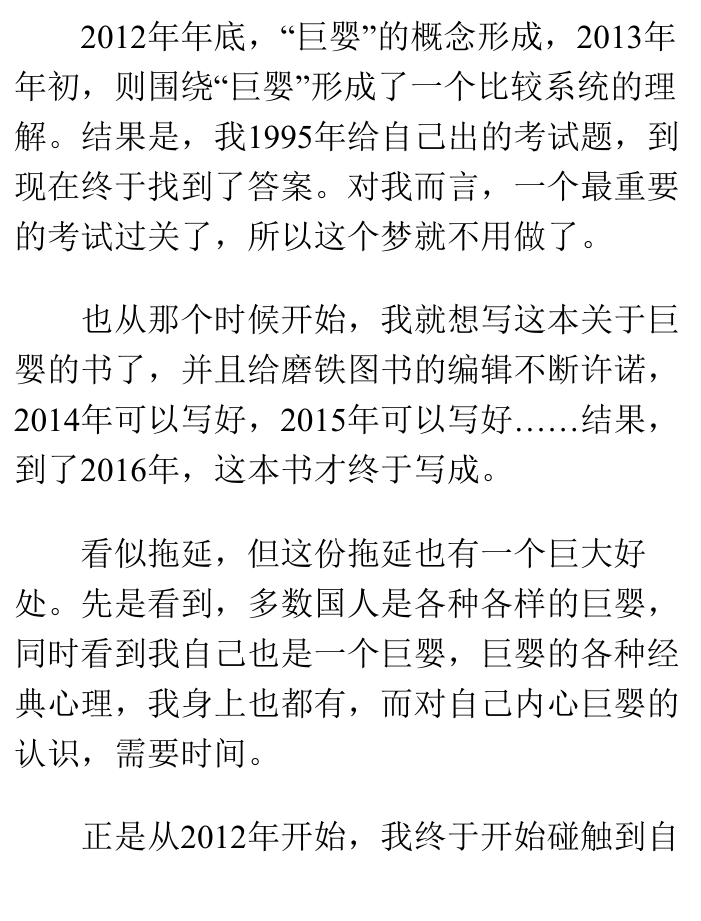 2012年年底，“巨婴”的概念形成，2013年
年初，则围绕“巨婴”形成了一个比较系统的理
解。结果是，我1995年给自己出的考试题，到
现在终于找到了答案。对我而言，一个最重要
的考试过关了，所以这个梦就不用做了。
也从那个时候开始，我就想写这本关于巨
婴的书了，并且给磨铁图书的编辑不断许诺，
2014年可以写好，2015年可以写好……结果，
到了2016年，这本书才终于写成。
看似拖延，但这份拖延也有一个巨大好
处。先是看到，多数国人是各种各样的巨婴，
同时看到我自己也是一个巨婴，巨婴的各种经
典心理，我身上也都有，而对自己内心巨婴的
认识，需要时间。
正是从2012年开始，我终于开始碰触到自